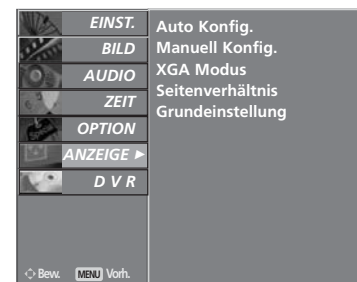 EINST.
BILD
AUDIO
ZEIT
OPTION
ANZEIGE ►
D V R
Auto Konfig.
Manuell Konfig.
XGA Modus
Seitenverhältnis
Grundeinstellung
Bew. MENU Vorh.